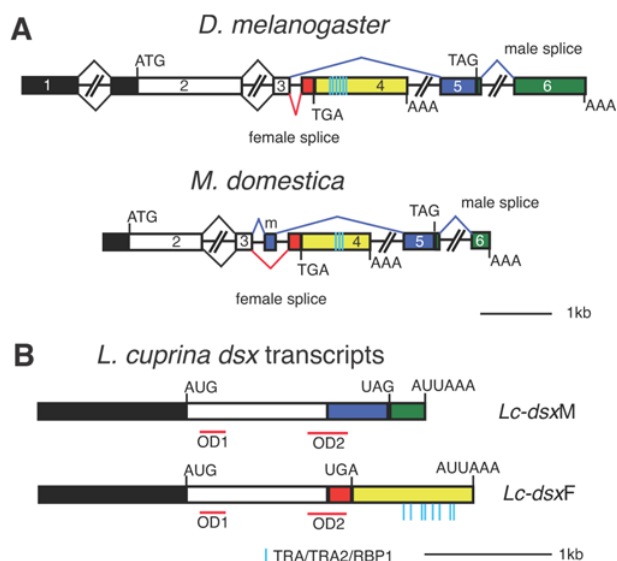 A
D. melanogaster
ATG
TAG
male splice
1
2
3
4
5
6
TGA
AAA
AAA
female splice
M. domestica
male splice
ATG
m
TAG
2
3
4
5
6
TGA
AAA
AAA
female splice
1kb
B
L. cuprina dsx transcripts
AUG
UAG
AUUAAA
Lc-dsxM
OD1
OD2
AUG
UGA
AUUAAA
Lc-dsxF
OD1
OD2
TRA/TRA2/RBP1
1kb